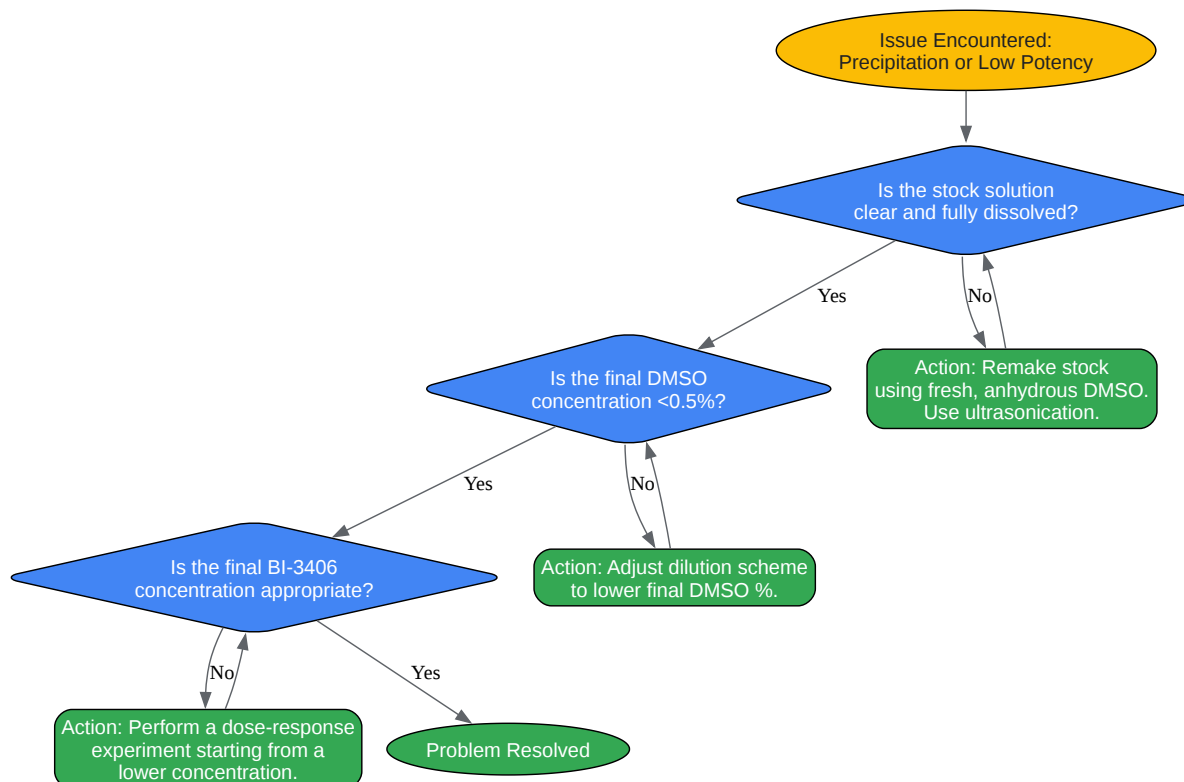 Issue Encountered:
Precipitation or Low Potency
Is the stock solution
clear and fully dissolved?
Yes
No
Action: Remake stock
using fresh, anhydrous DMSO.
Use ultrasonication.
Is the final DMSO
concentration <0.5%?
Yes
No
Action: Adjust dilution scheme
to lower final DMSO %.
Is the final BI-3406
concentration appropriate?
No
Yes
Action: Perform a dose-response
experiment starting from a
lower concentration.
Problem Resolved